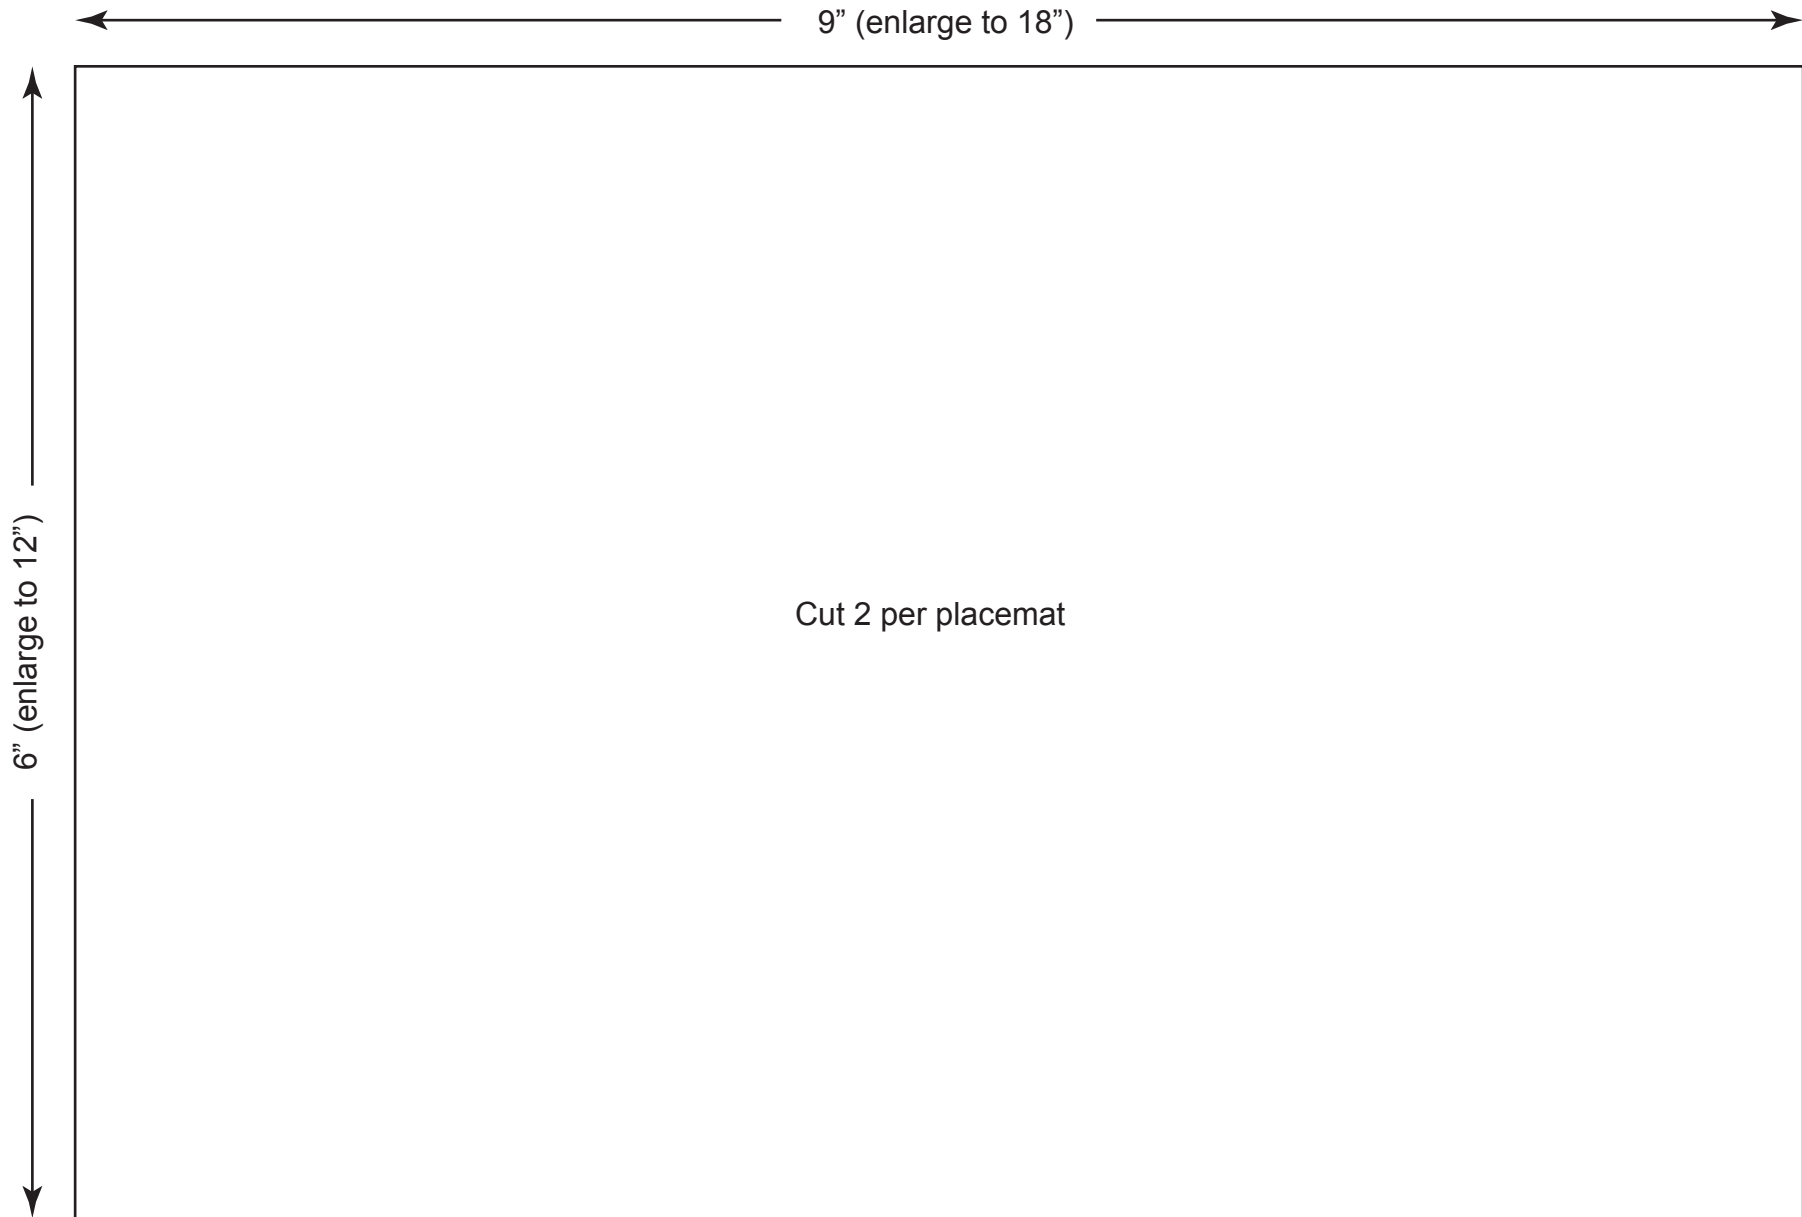 9” (enlarge to 18”)
6” (enlarge to 12”)
Cut 2 per placemat